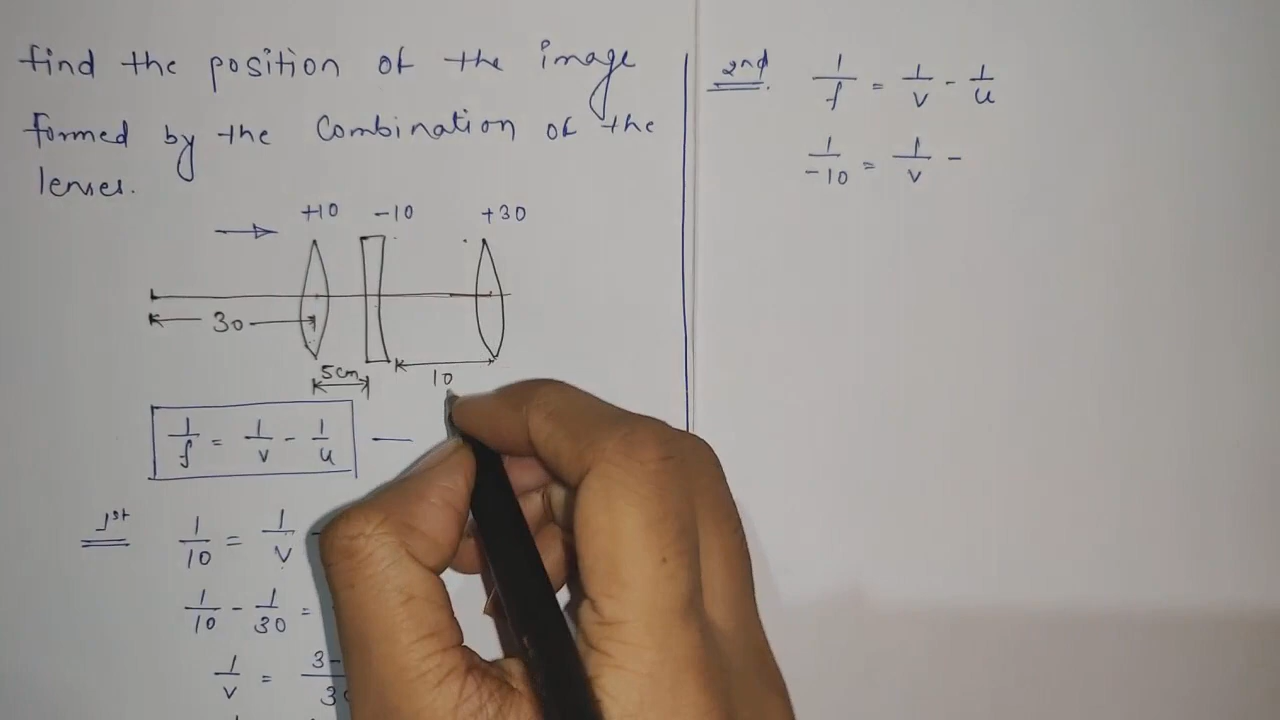 find the position of the image
formed by the Combination of the
lenses.
+10 -10 +30
30
5cm
10
1/f = 1/v - 1/u
1st 1/10 = 1/v -
1/10 - 1/30 =
1/v = 3-
2nd. 1/f = 1/v - 1/u
1/-10 = 1/v -